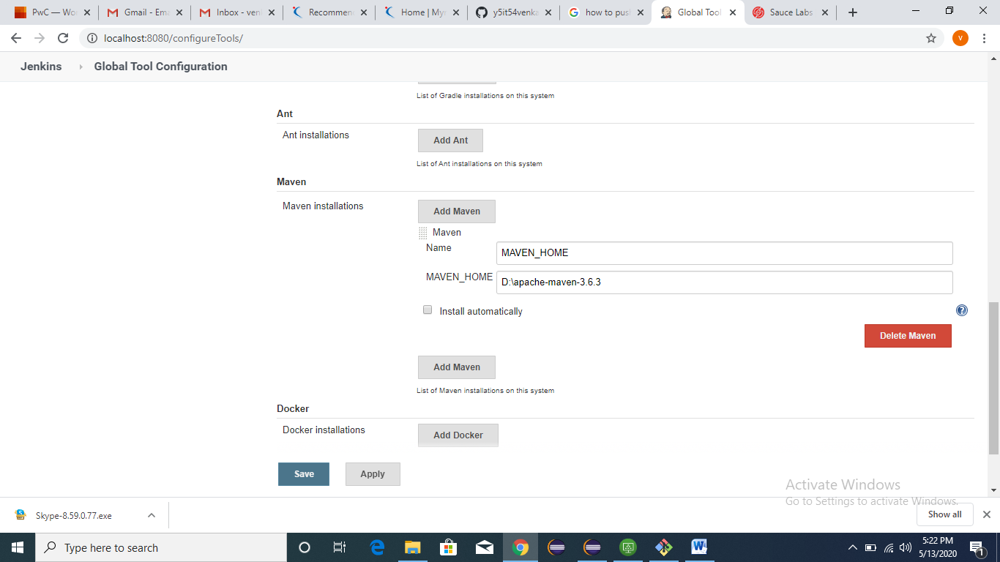 PwC — Wor
Gmail - Ema
Inbox - venl
Recommen
Home | Myn
y5it54venka
how to pusl
Global Tool
Sauce Labs
localhost:8080/configureTools/
V
Jenkins
Global Tool Configuration
List of Gradle installations on this system
Ant
Ant installations
Add Ant
List of Ant installations on this system
Maven
Maven installations
Add Maven
Maven
Name
MAVEN_HOME
MAVEN_HOME
D:\apache-maven-3.6.3
Install automatically
?
Delete Maven
Add Maven
List of Maven installations on this system
Docker
Docker installations
Add Docker
Save
Apply
Activate Windows
Go to Settings to activate Windows.
Skype-8.59.0.77.exe
Show all
Type here to search
5:22 PM
5/13/2020
1